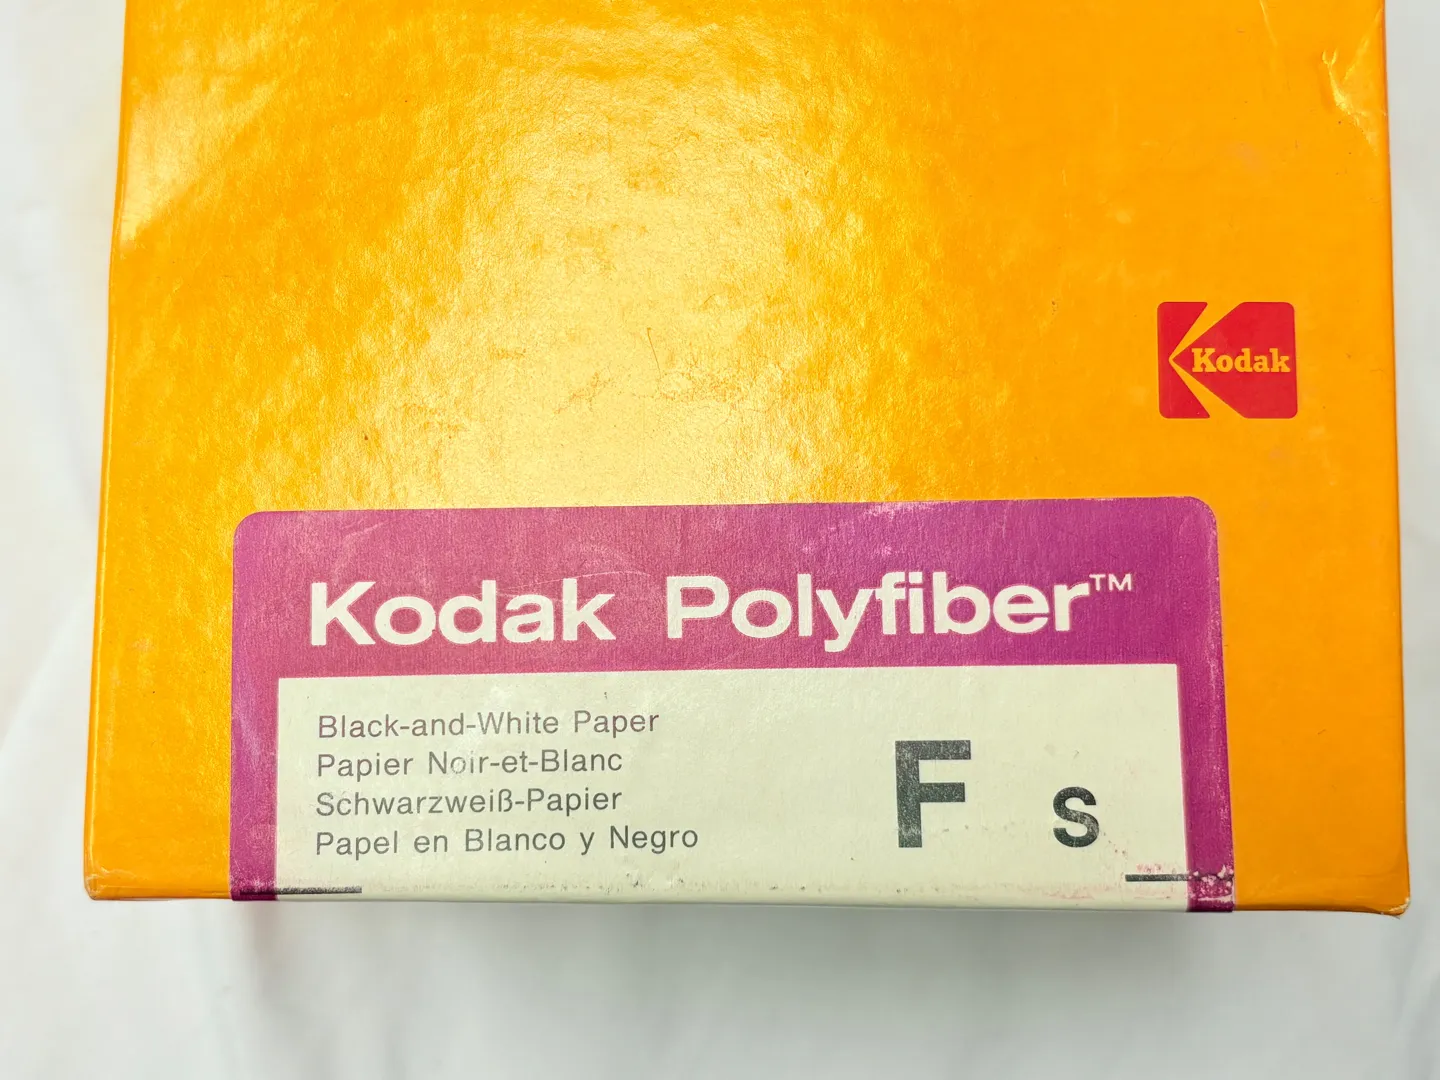 Kodak
Kodak Polyfiber™
Black-and-White Paper
Papier Noir-et-Blanc
Schwarzweiß-Papier
Papel en Blanco y Negro
F S